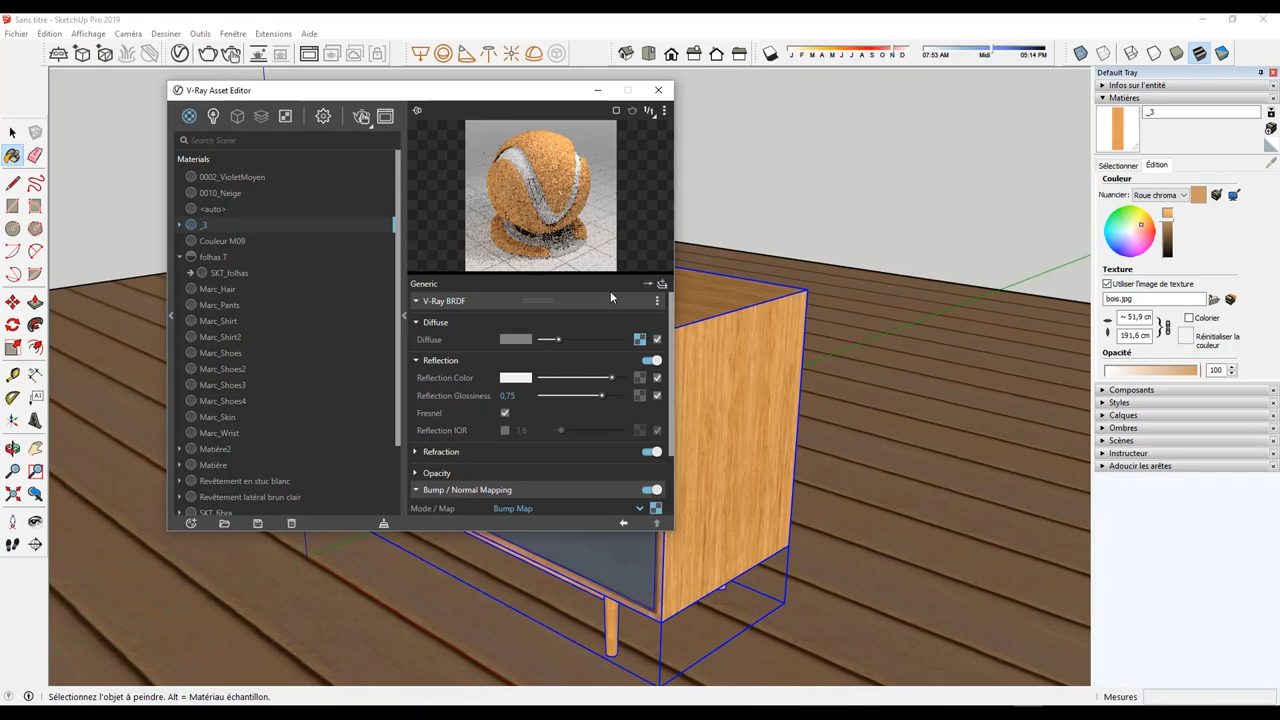 Sans titre - SketchUp Pro 2019
Fichier Édition Affichage Caméra Dessiner Outils Fenêtre Extensions Aide
J F M A M J J A S O N D
07:53 AM Midi 05:14 PM
V-Ray Asset Editor
Search Scene
Materials
0002_VioletMoyen
0010_Neige
<auto>
_3
Couleur M09
folhas T
SKT_folhas
Marc_Hair
Marc_Pants
Marc_Shirt
Marc_Shirt2
Marc_Shoes
Marc_Shoes2
Marc_Shoes3
Marc_Shoes4
Marc_Skin
Marc_Wrist
Matière2
Matière
Revêtement en stuc blanc
Revêtement latéral brun clair
SKT_fibra
1/1
Generic
V-Ray BRDF
Diffuse
Diffuse
Reflection
Reflection Color
Reflection Glossiness 0,75
Fresnel
Reflection IOR 1,6
Refraction
Opacity
Bump / Normal Mapping
Mode / Map Bump Map
Default Tray
Infos sur l'entité
Matières
_3
Sélectionner Édition
Couleur
Nuancier: Roue chroma
Texture
Utiliser l'image de texture
bois.jpg
~ 51,9 cm
191,6 cm
Colorier
Réinitialiser la couleur
Opacité
100
Composants
Styles
Calques
Ombres
Scènes
Instructeur
Adoucir les arêtes
Sélectionnez l'objet à peindre. Alt = Matériau échantillon.
Mesures